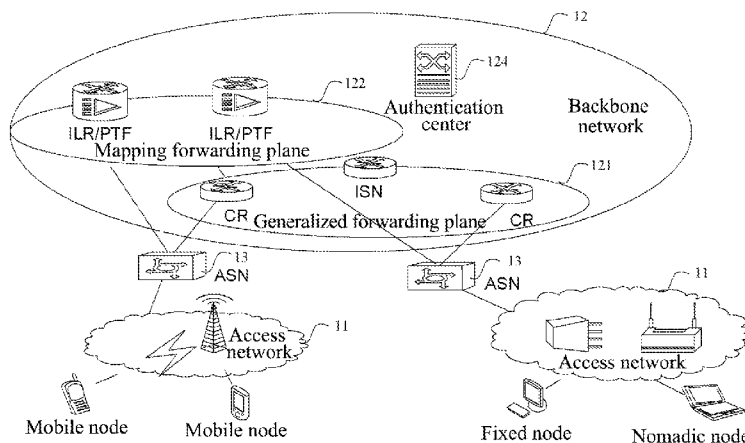 12
122
124
ILR/PTF
ILR/PTF
Authentication
center
Backbone
network
Mapping forwarding plane
ISN
121
CR
Generalized forwarding plane
CR
13
ASN
13
ASN
11
Access
network
11
Access network
Mobile node
Mobile node
Fixed node
Nomadic node